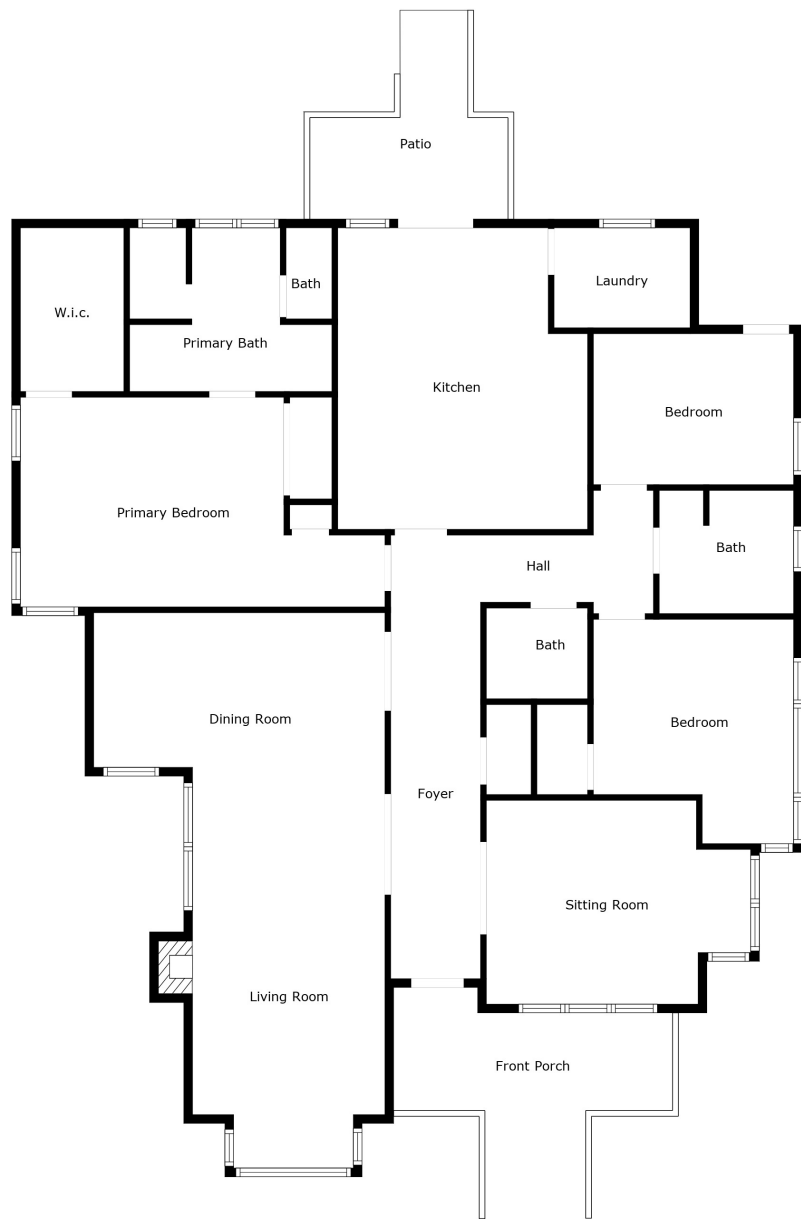 Patio
Bath
Laundry
W.i.c.
Primary Bath
Kitchen
Bedroom
Primary Bedroom
Bath
Hall
Bath
Dining Room
Bedroom
Foyer
Sitting Room
Living Room
Front Porch